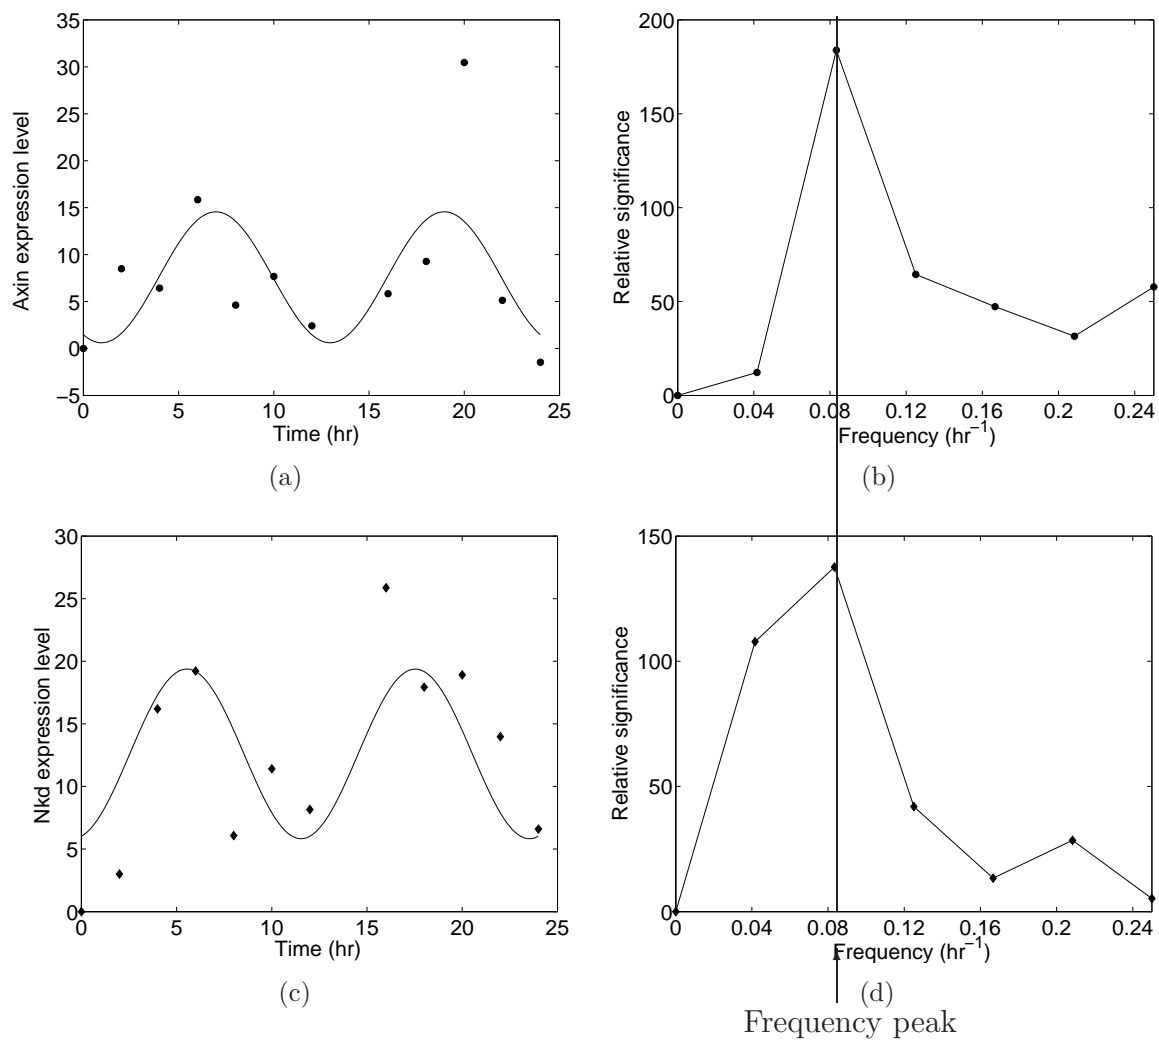 35
30
25
20
15
10
5
0
−5
0 5 10 15 20 25
Axin expression level
Time (hr)
(a)
200
150
100
50
0
0 0.04 0.08 0.12 0.16 0.2 0.24
Relative significance
Frequency (hr−1)
(b)
30
25
20
15
10
5
0
0 5 10 15 20 25
Nkd expression level
Time (hr)
(c)
150
100
50
0
0 0.04 0.08 0.12 0.16 0.2 0.24
Relative significance
Frequency (hr−1)
(d)
Frequency peak